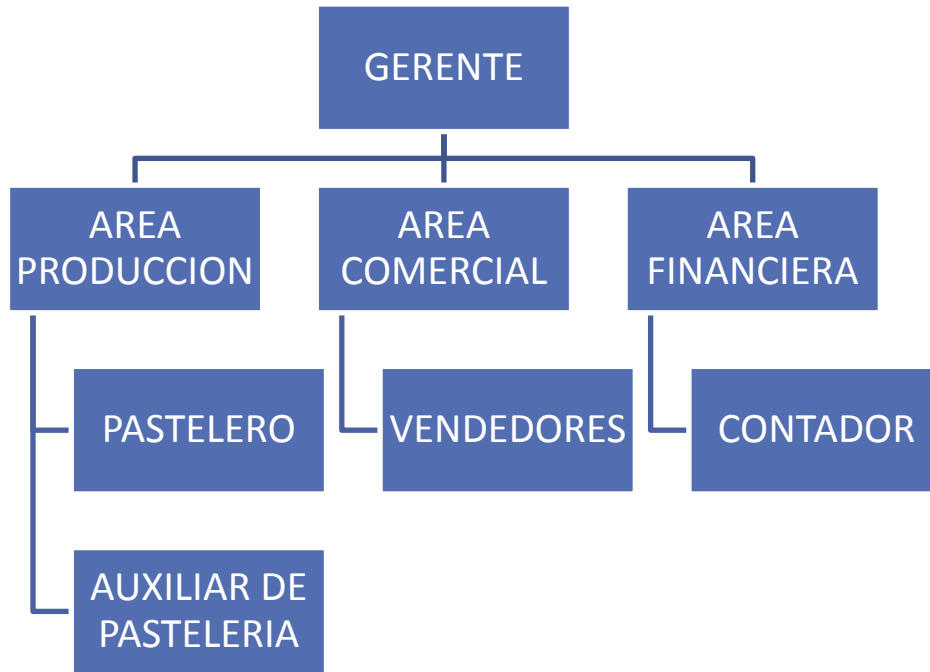 GERENTE
AREA
PRODUCCION
AREA
COMERCIAL
AREA
FINANCIERA
PASTELERO
VENDEDORES
CONTADOR
AUXILIAR DE
PASTELERIA